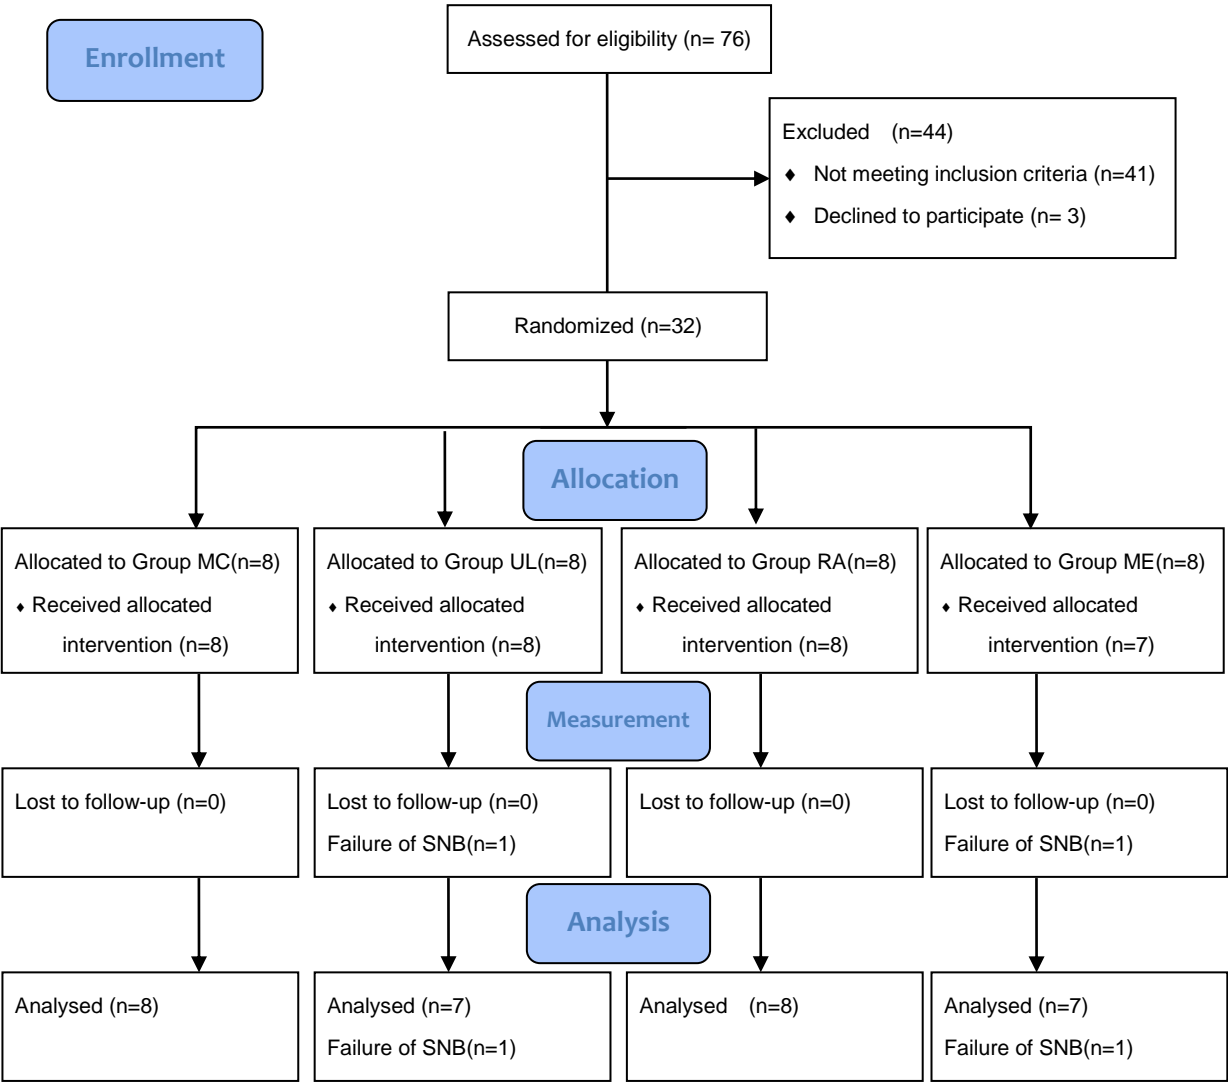 Enrollment
Assessed for eligibility (n= 76)
Excluded (n=44)
♦ Not meeting inclusion criteria (n=41)
♦ Declined to participate (n= 3)
Randomized (n=32)
Allocation
Allocated to Group MC(n=8)
♦ Received allocated
intervention (n=8)
Allocated to Group UL(n=8)
♦ Received allocated
intervention (n=8)
Allocated to Group RA(n=8)
♦ Received allocated
intervention (n=8)
Allocated to Group ME(n=8)
♦ Received allocated
intervention (n=7)
Measurement
Lost to follow-up (n=0)
Lost to follow-up (n=0)
Failure of SNB(n=1)
Lost to follow-up (n=0)
Lost to follow-up (n=0)
Failure of SNB(n=1)
Analysis
Analysed (n=8)
Analysed (n=7)
Failure of SNB(n=1)
Analysed (n=8)
Analysed (n=7)
Failure of SNB(n=1)